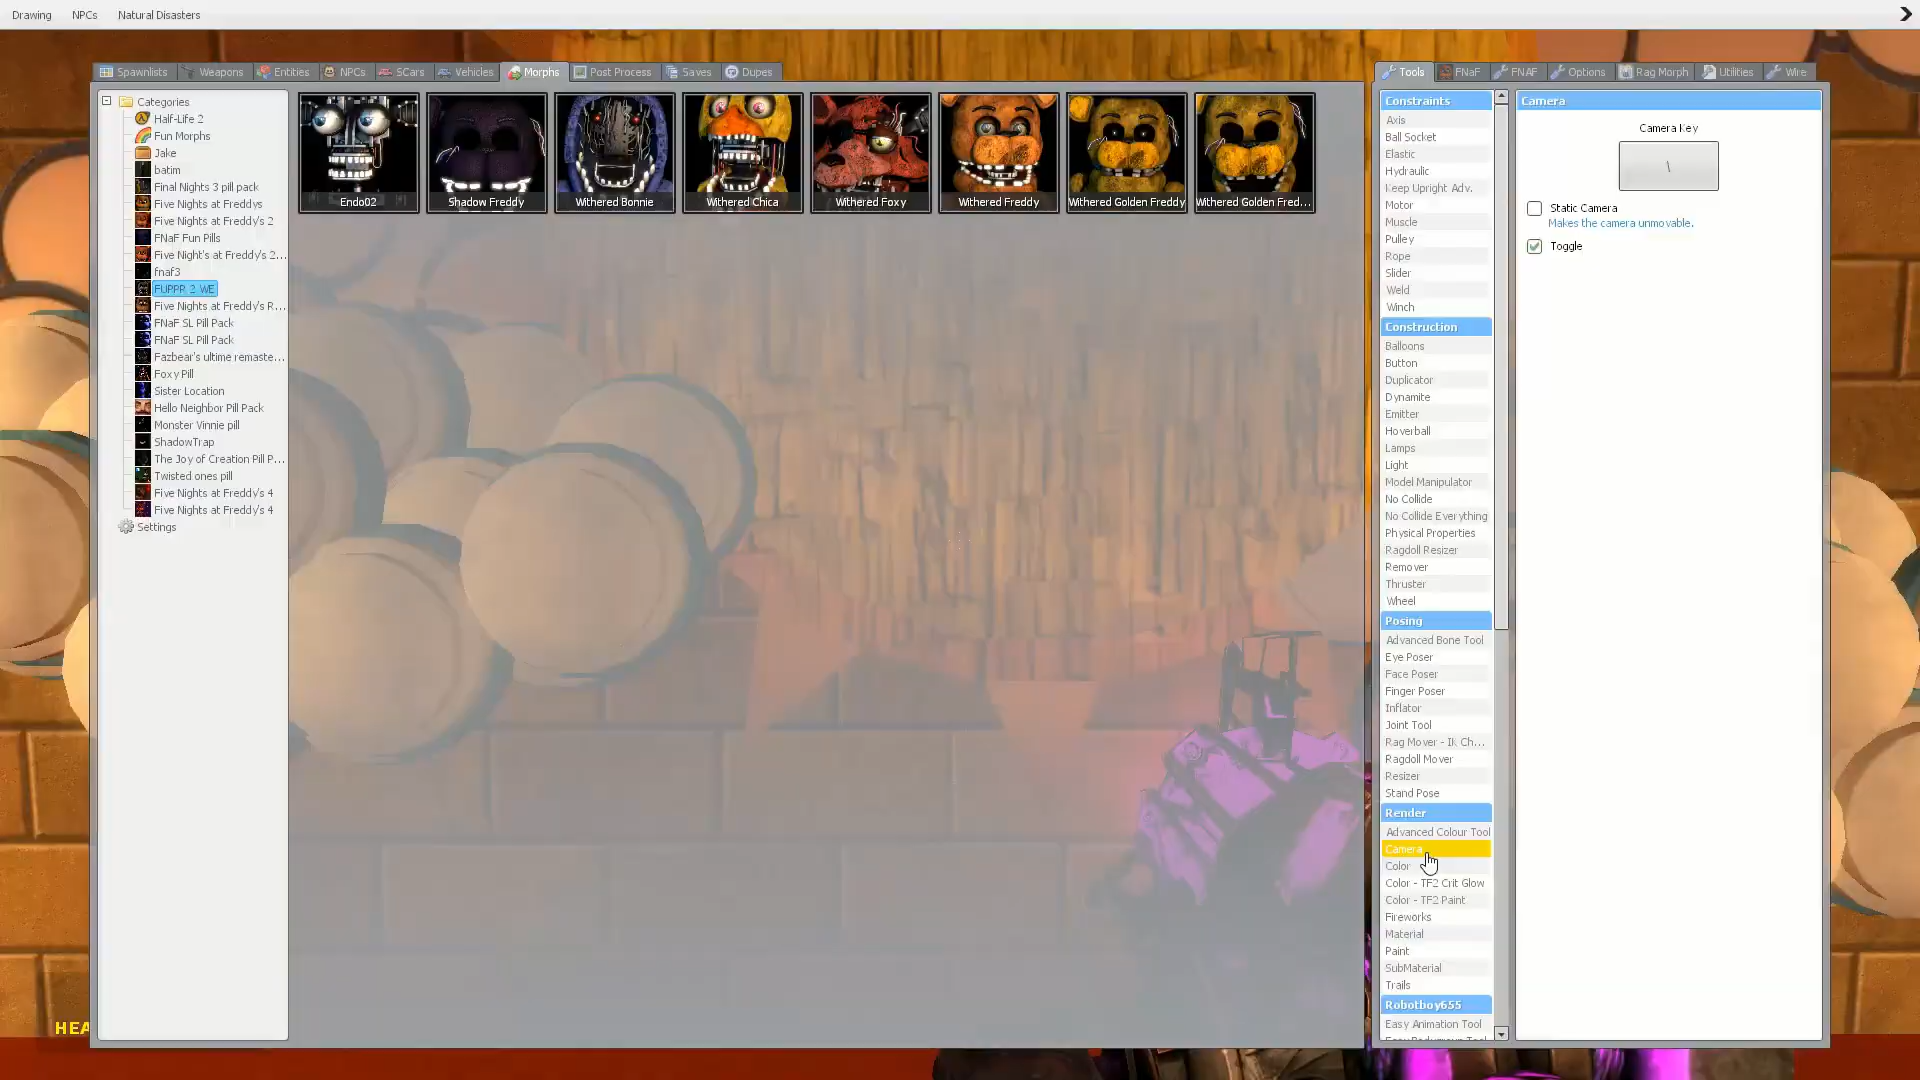 Drawing NPCs Natural Disasters
Spawnlists Weapons Entities NPCs SCars Vehicles Morphs Post Process Saves Dupes
Categories
Half-Life 2
Fun Morphs
Jake
batim
Final Nights 3 pill pack
Five Nights at Freddys
Five Nights at Freddy's 2
FNaF Fun Pills
Five Night's at Freddy's 2...
fnaf3
FUPPR 2 WE
Five Nights at Freddy's R...
FNaF SL Pill Pack
FNaF SL Pill Pack
Fazbear's ultime remaste...
Foxy Pill
Sister Location
Hello Neighbor Pill Pack
Monster Vinnie pill
ShadowTrap
The Joy of Creation Pill P...
Twisted ones pill
Five Nights at Freddy's 4
Five Nights at Freddy's 4
Settings
Endo02
Shadow Freddy
Withered Bonnie
Withered Chica
Withered Foxy
Withered Freddy
Withered Golden Freddy
Withered Golden Fred...
Tools FNaF FNAF Options Rag Morph Utilities Wire
Constraints
Axis
Ball Socket
Elastic
Hydraulic
Keep Upright Adv.
Motor
Muscle
Pulley
Rope
Slider
Weld
Winch
Construction
Balloons
Button
Duplicator
Dynamite
Emitter
Hoverball
Lamps
Light
Model Manipulator
No Collide
No Collide Everything
Physical Properties
Ragdoll Resizer
Remover
Thruster
Wheel
Posing
Advanced Bone Tool
Eye Poser
Face Poser
Finger Poser
Inflator
Joint Tool
Rag Mover - IK Ch...
Ragdoll Mover
Resizer
Stand Pose
Render
Advanced Colour Tool
Camera
Color
Color - TF2 Crit Glow
Color - TF2 Paint
Fireworks
Material
Paint
SubMaterial
Trails
Robotboy655
Easy Animation Tool
Camera
Camera Key
\
Static Camera
Makes the camera unmovable.
Toggle
HEA